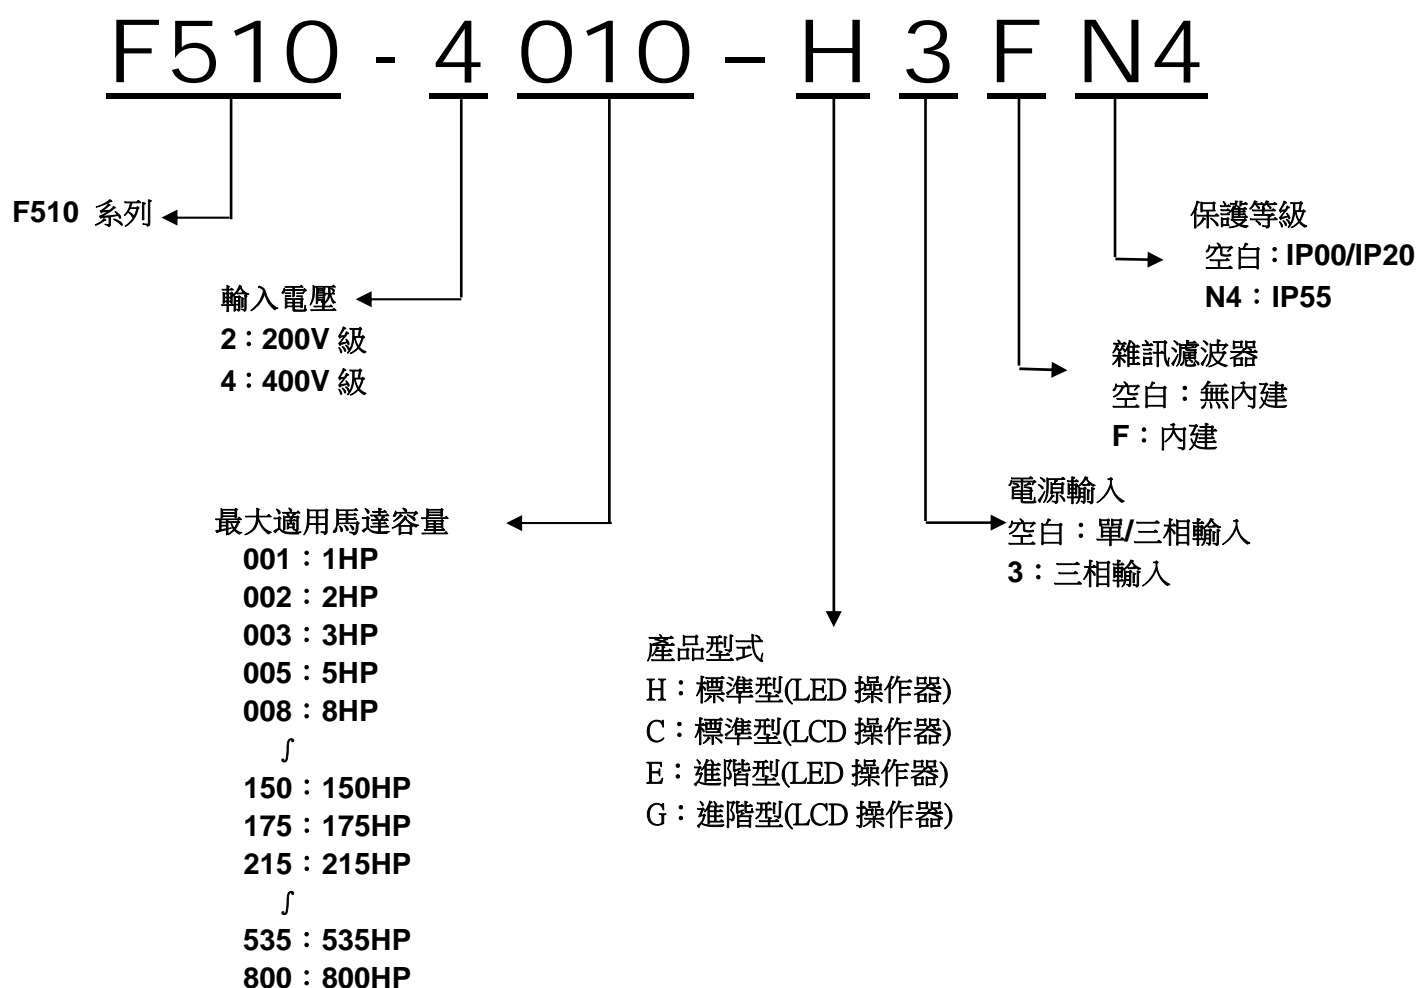 F510 - 4 010 – H 3 F N4
F510 系列
輸入電壓
2：200V 級
4：400V 級
最大適用馬達容量
001：1HP
002：2HP
003：3HP
005：5HP
008：8HP
∫
150：150HP
175：175HP
215：215HP
∫
535：535HP
800：800HP
產品型式
H：標準型(LED 操作器)
C：標準型(LCD 操作器)
E：進階型(LED 操作器)
G：進階型(LCD 操作器)
電源輸入
空白：單/三相輸入
3：三相輸入
雜訊濾波器
空白：無內建
F：內建
保護等級
空白：IP00/IP20
N4：IP55